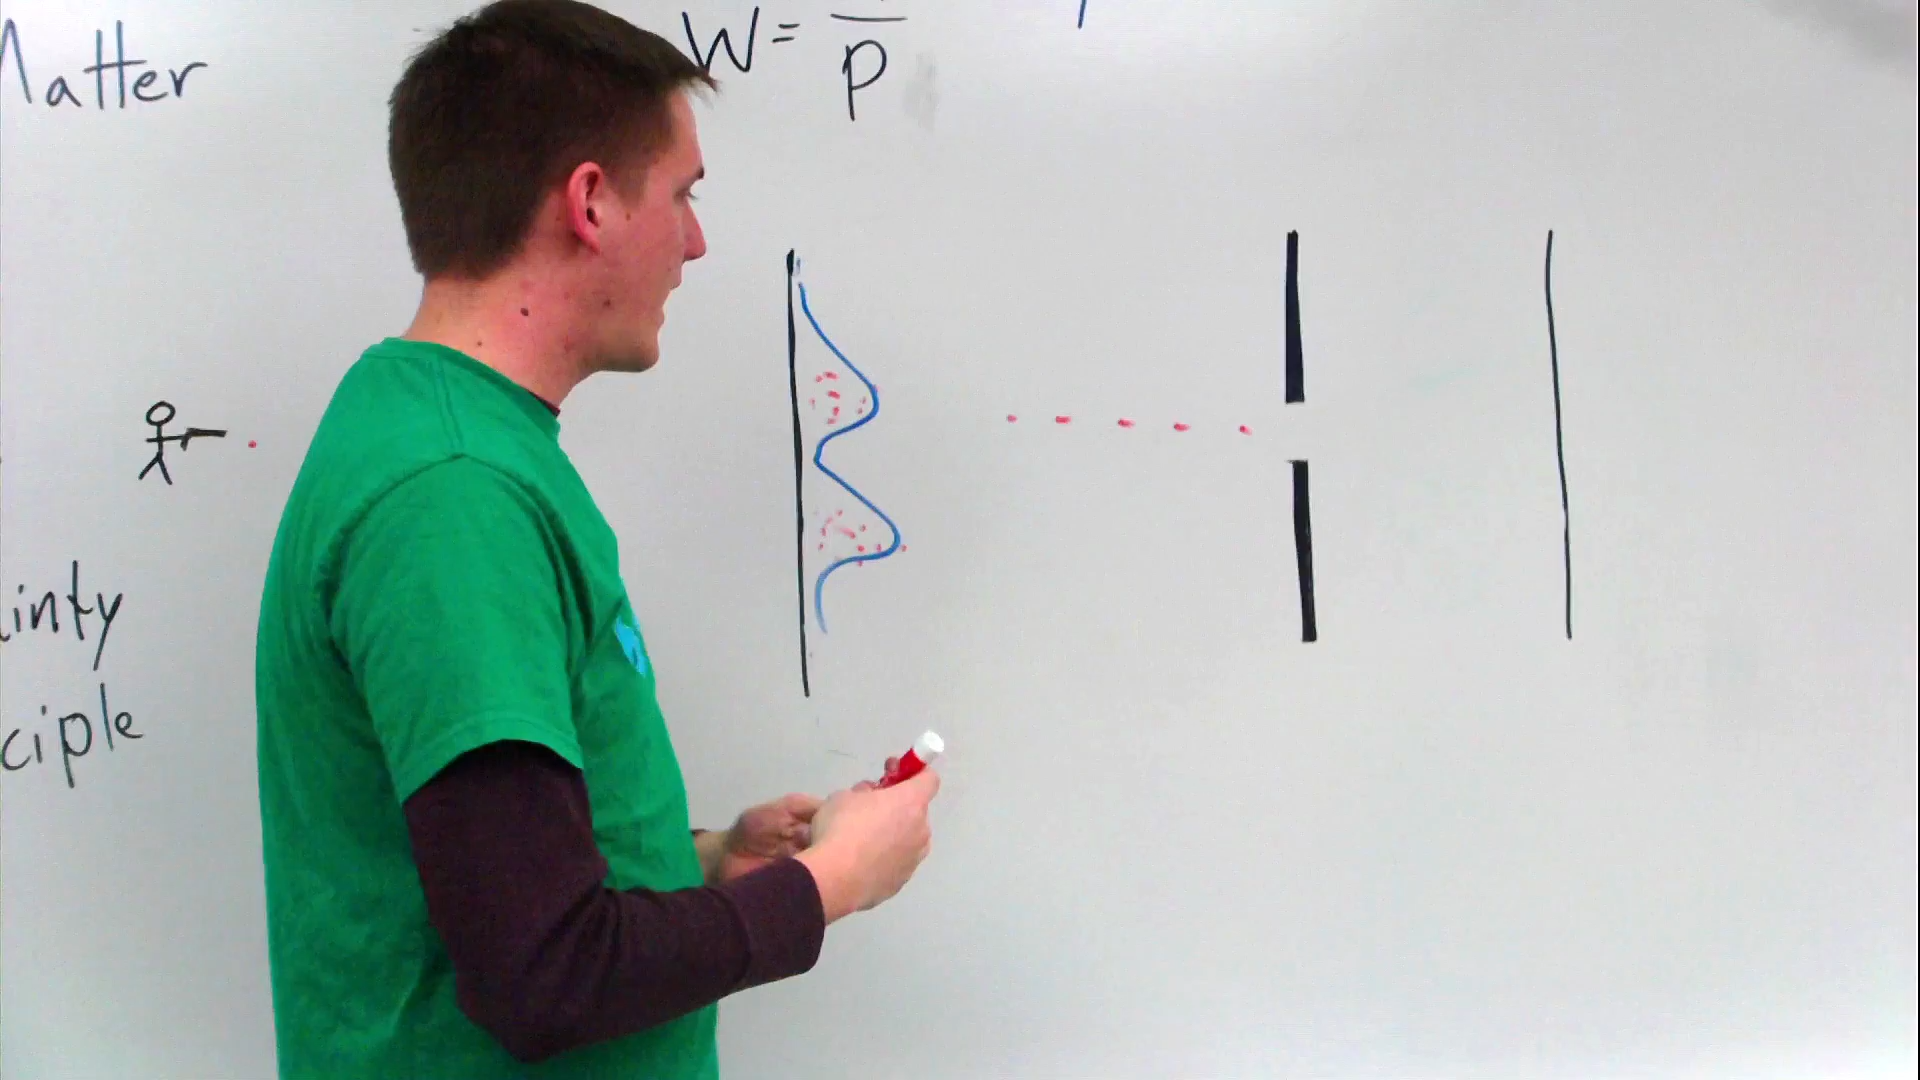 Matter
W = —
p
inty
ciple